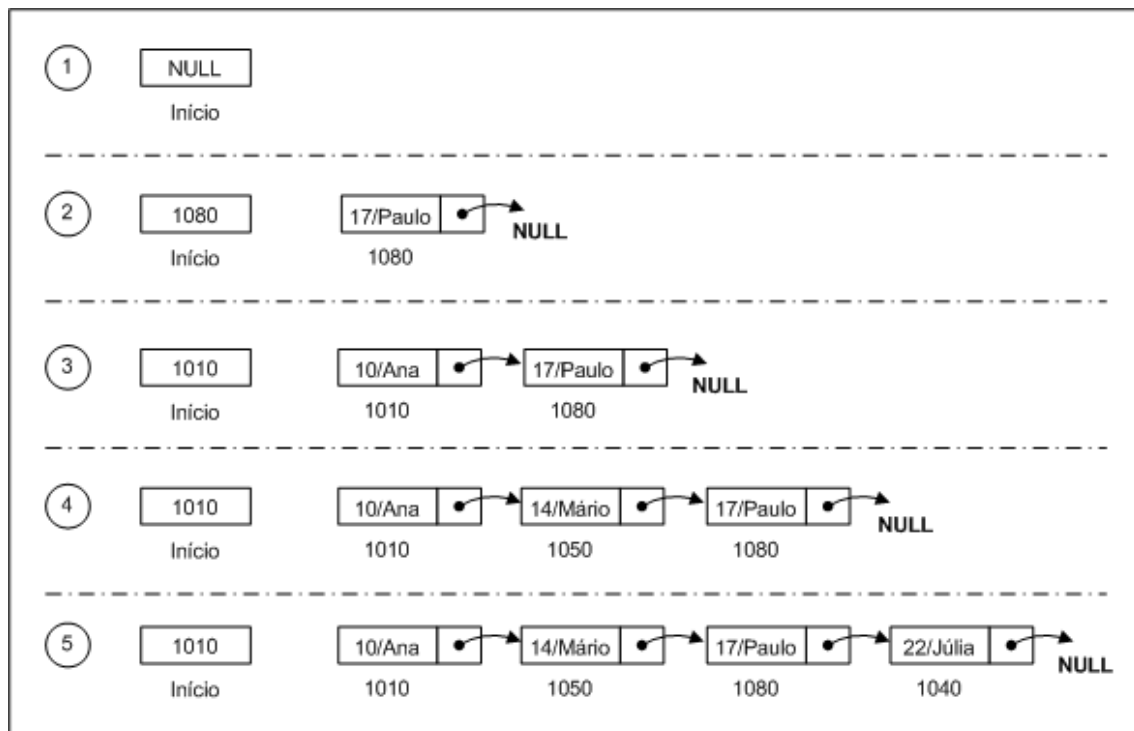 1 NULL
Início
2 1080 17/Paulo NULL
Início 1080
3 1010 10/Ana 17/Paulo NULL
Início 1010 1080
4 1010 10/Ana 14/Mário 17/Paulo NULL
Início 1010 1050 1080
5 1010 10/Ana 14/Mário 17/Paulo 22/Júlia NULL
Início 1010 1050 1080 1040